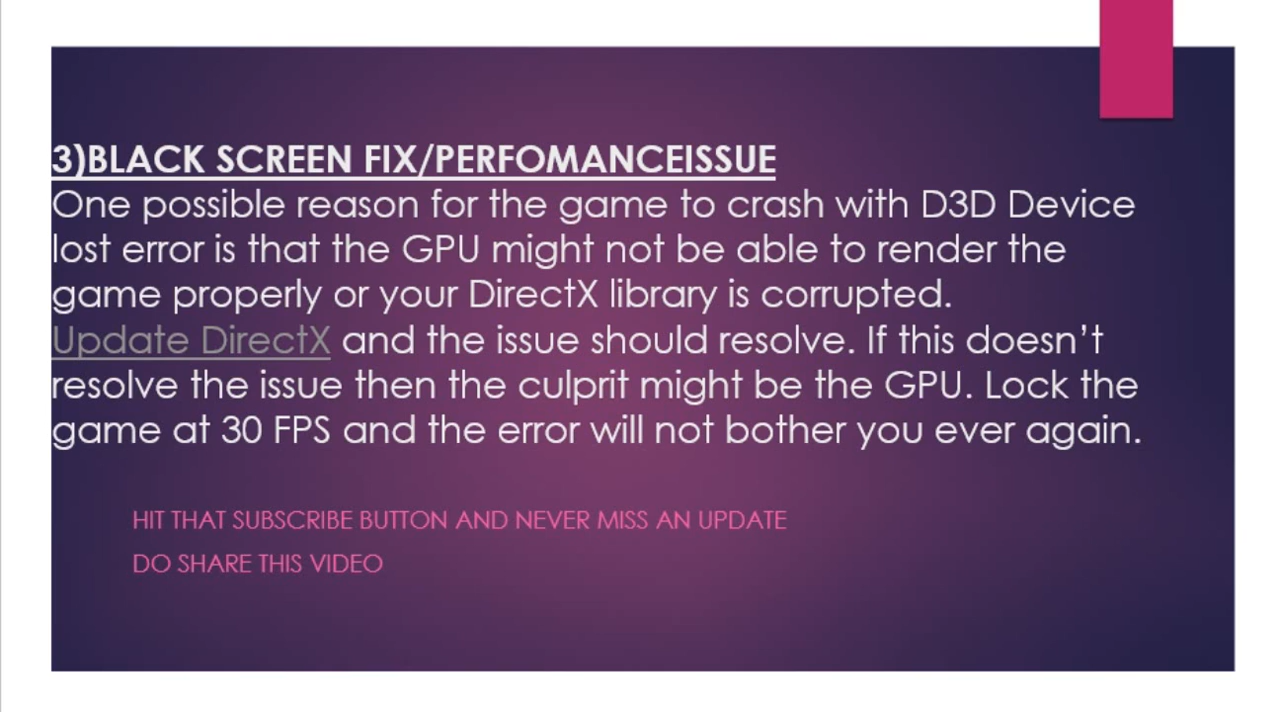 3)BLACK SCREEN FIX/PERFOMANCEISSUE
One possible reason for the game to crash with D3D Device
lost error is that the GPU might not be able to render the
game properly or your DirectX library is corrupted.
Update DirectX and the issue should resolve. If this doesn’t
resolve the issue then the culprit might be the GPU. Lock the
game at 30 FPS and the error will not bother you ever again.
HIT THAT SUBSCRIBE BUTTON AND NEVER MISS AN UPDATE
DO SHARE THIS VIDEO